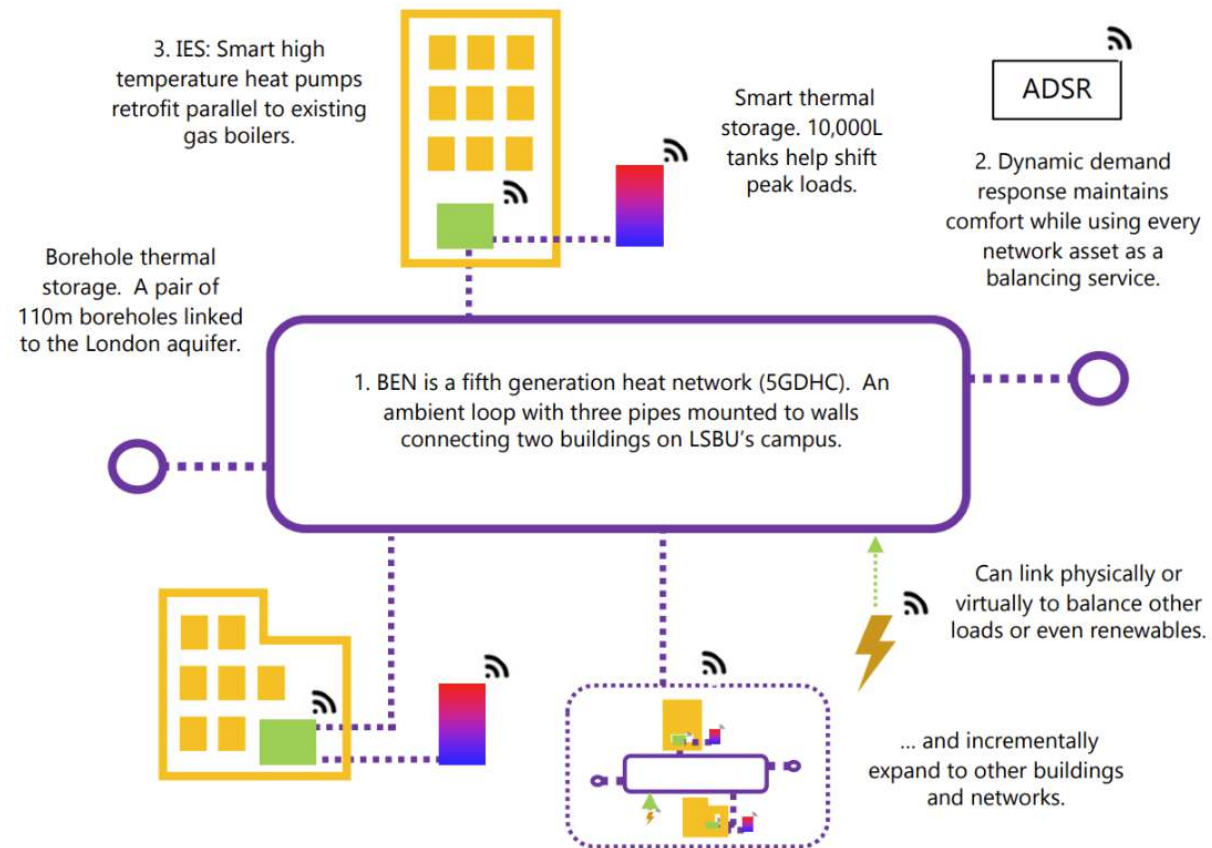 3. IES: Smart high
temperature heat pumps
retrofit parallel to existing
gas boilers.
Smart thermal
storage. 10,000L
tanks help shift
peak loads.
ADSR
2. Dynamic demand
response maintains
comfort while using every
network asset as a
balancing service.
Borehole thermal
storage. A pair of
110m boreholes linked
to the London aquifer.
1. BEN is a fifth generation heat network (5GDHC). An
ambient loop with three pipes mounted to walls
connecting two buildings on LSBU's campus.
Can link physically or
virtually to balance other
loads or even renewables.
... and incrementally
expand to other buildings
and networks.